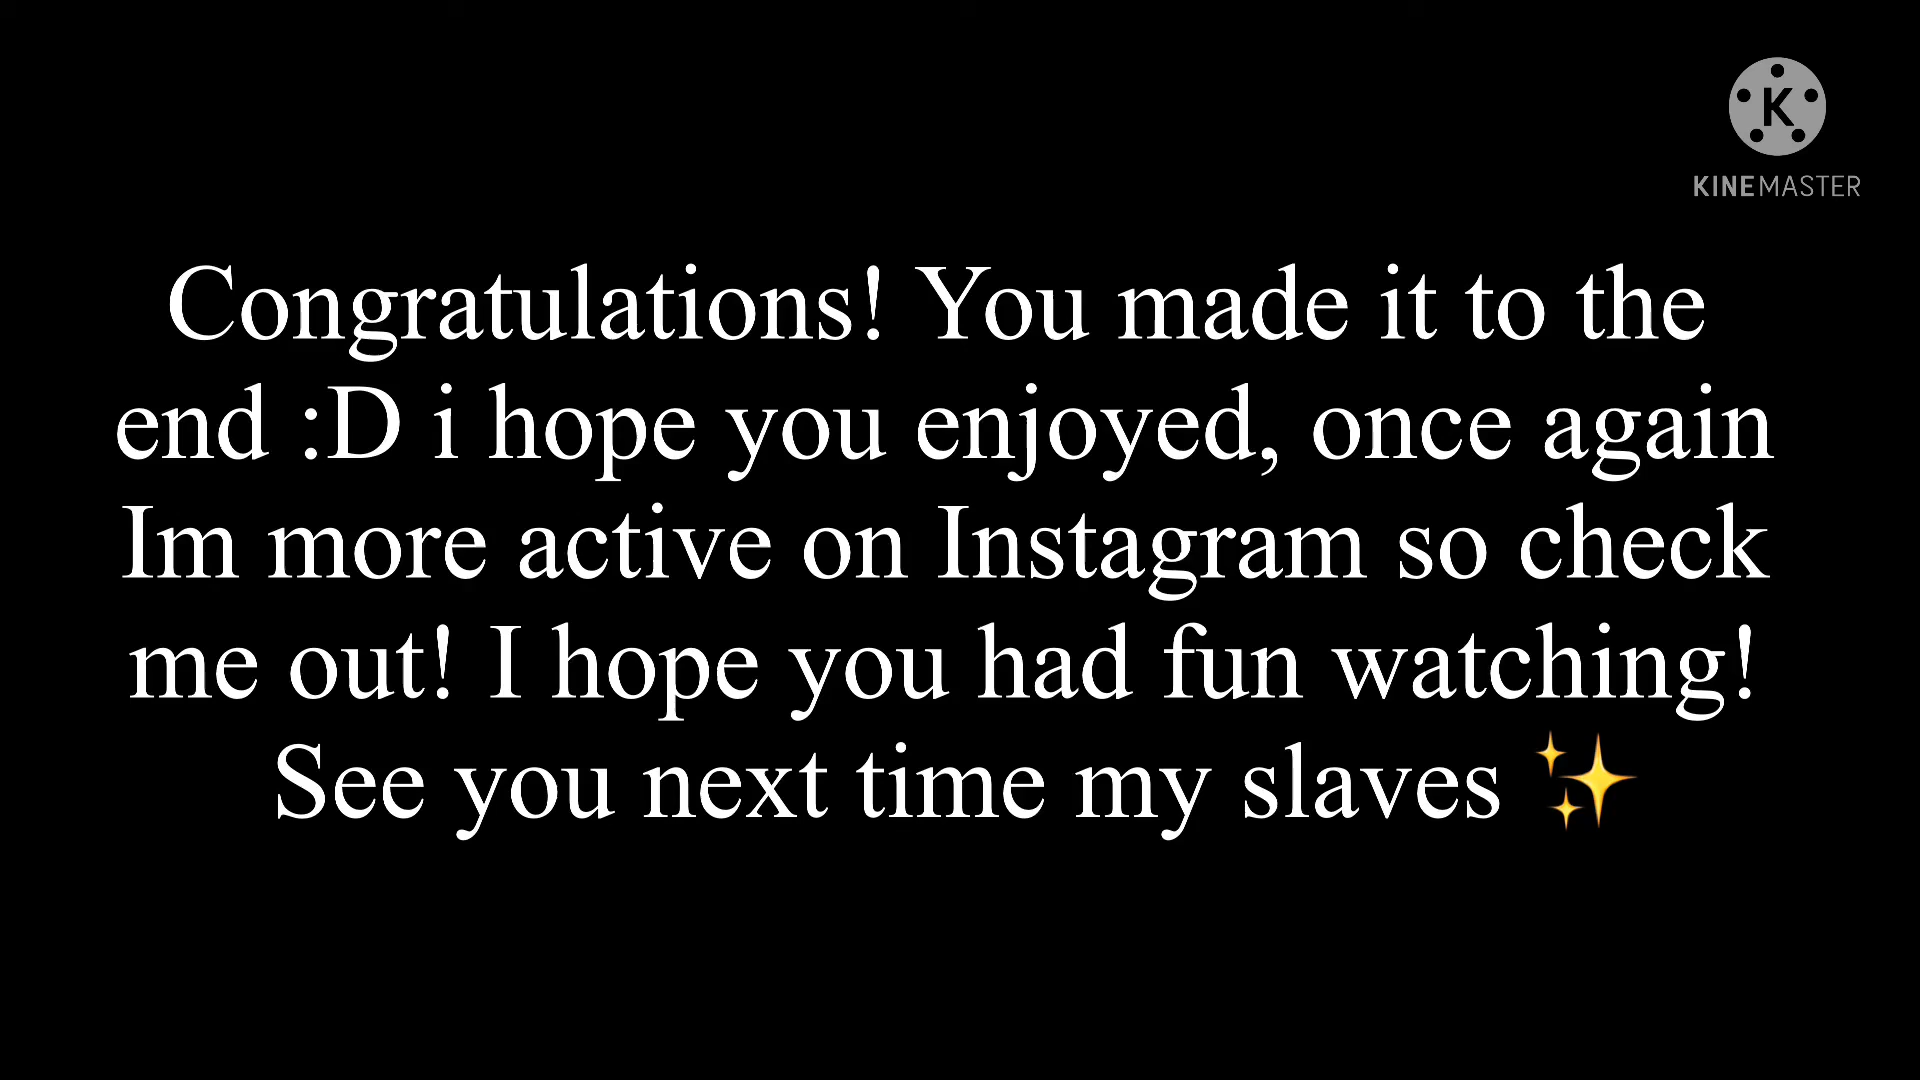 K
KINEMASTER
Congratulations! You made it to the
end :D i hope you enjoyed, once again
Im more active on Instagram so check
me out! I hope you had fun watching!
See you next time my slaves ✨